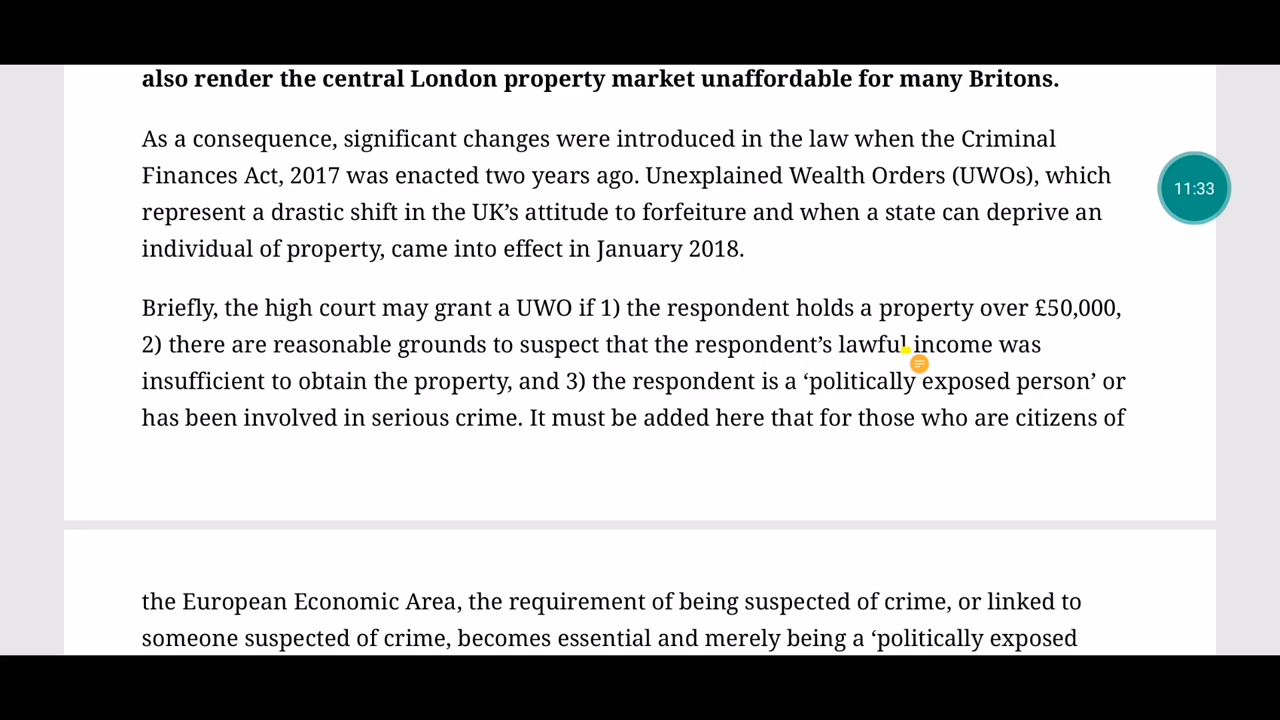 also render the central London property market unaffordable for many Britons.
As a consequence, significant changes were introduced in the law when the Criminal
Finances Act, 2017 was enacted two years ago. Unexplained Wealth Orders (UWOs), which
represent a drastic shift in the UK’s attitude to forfeiture and when a state can deprive an
individual of property, came into effect in January 2018.
11:33
Briefly, the high court may grant a UWO if 1) the respondent holds a property over £50,000,
2) there are reasonable grounds to suspect that the respondent’s lawful income was
insufficient to obtain the property, and 3) the respondent is a ‘politically exposed person’ or
has been involved in serious crime. It must be added here that for those who are citizens of
the European Economic Area, the requirement of being suspected of crime, or linked to
someone suspected of crime, becomes essential and merely being a ‘politically exposed